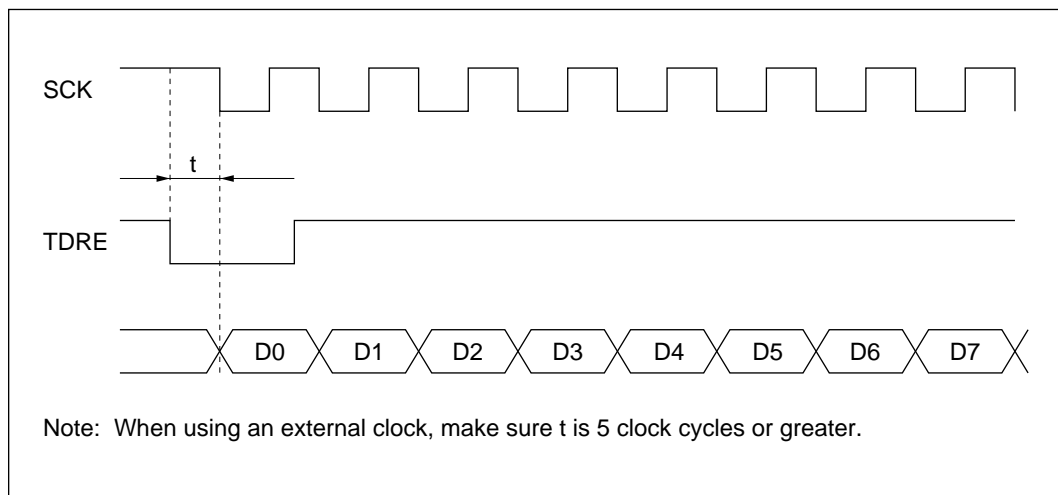 SCK
t
TDRE
D0 D1 D2 D3 D4 D5 D6 D7
Note: When using an external clock, make sure t is 5 clock cycles or greater.